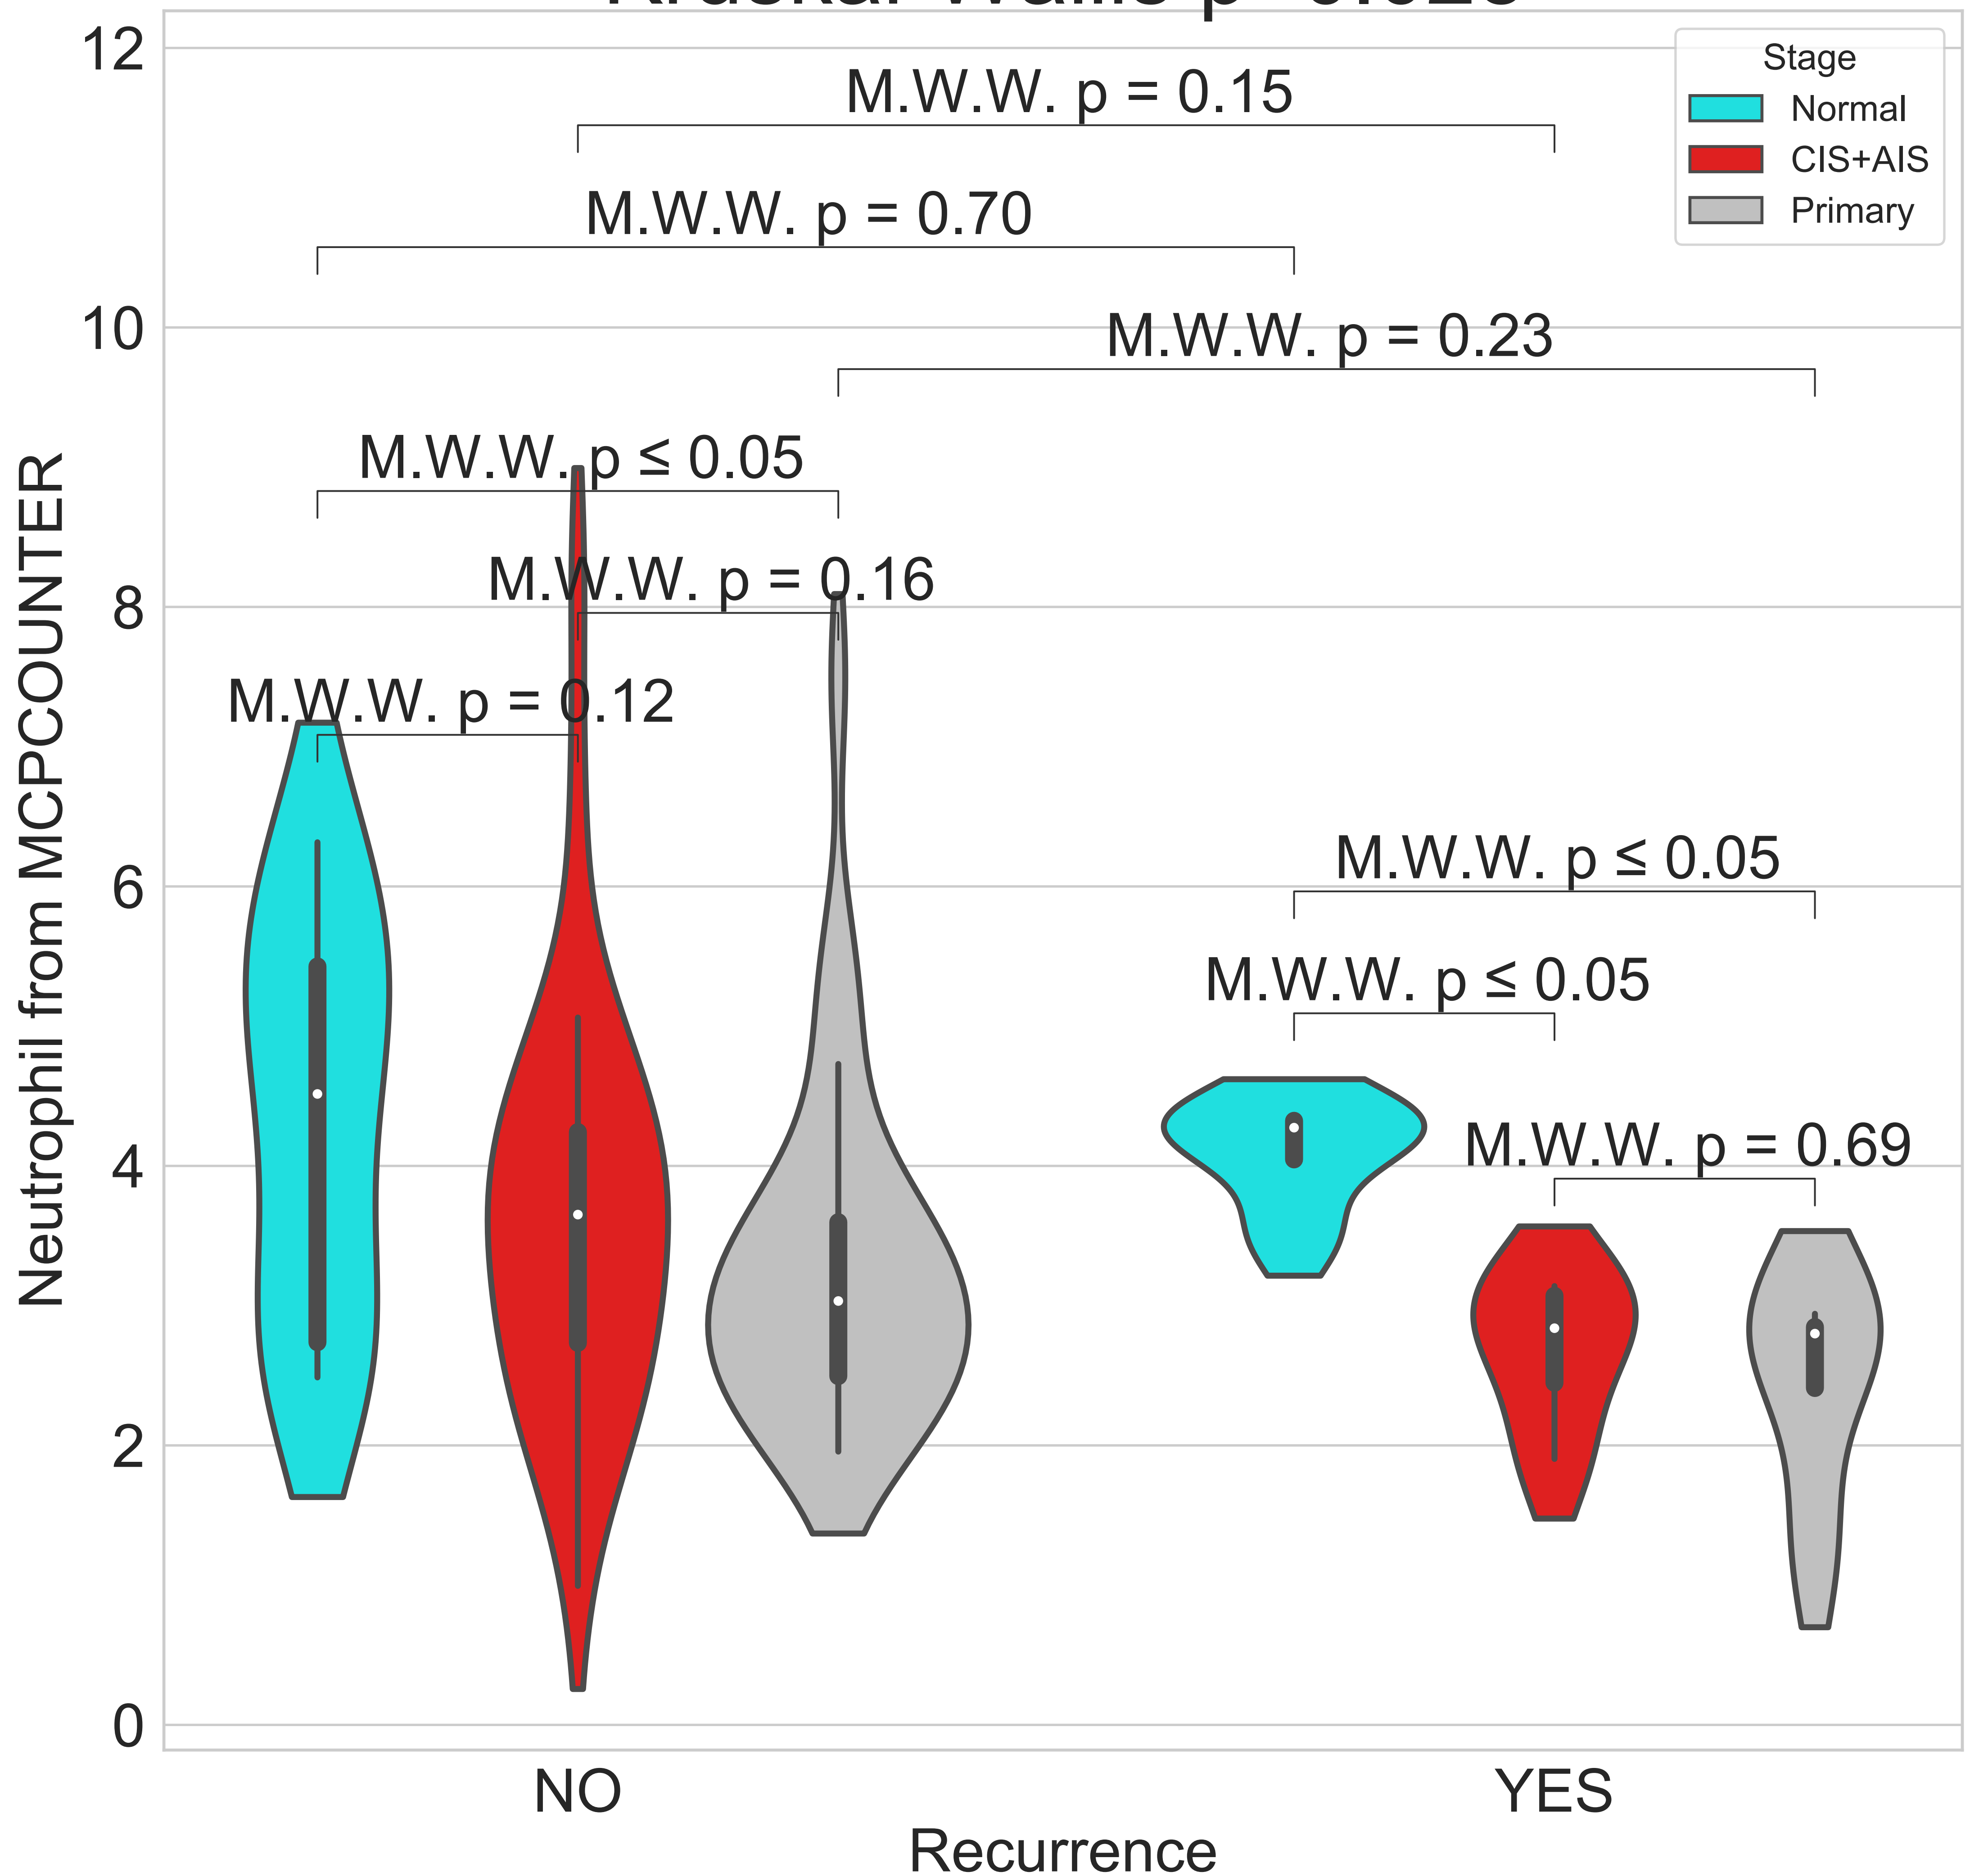 12
10
8
6
4
2
0
Neutrophil from MCPCOUNTER
Stage
Normal
CIS+AIS
Primary
M.W.W. p = 0.15
M.W.W. p = 0.70
M.W.W. p = 0.23
M.W.W. p ≤ 0.05
M.W.W. p = 0.16
M.W.W. p = 0.12
M.W.W. p ≤ 0.05
M.W.W. p ≤ 0.05
M.W.W. p = 0.69
NO
YES
Recurrence